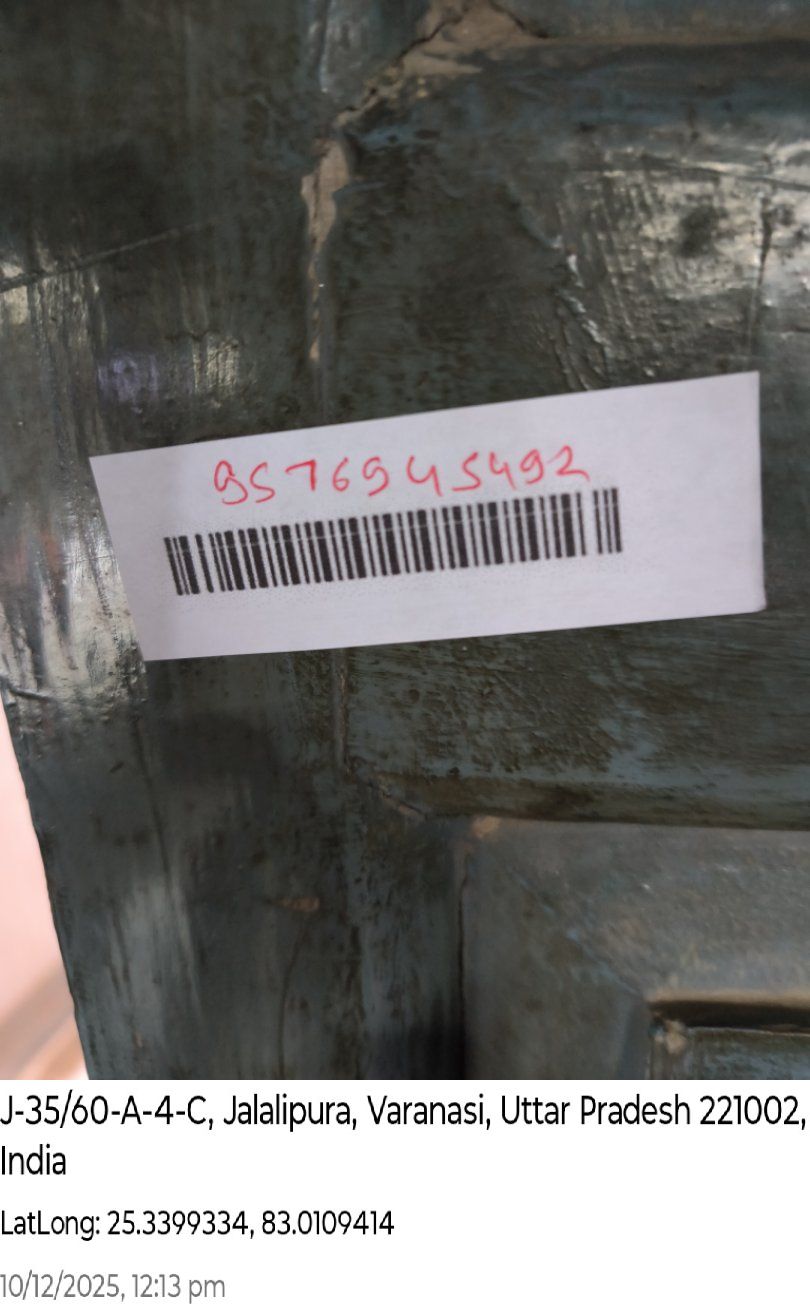 9576945492
J-35/60-A-4-C, Jalalipura, Varanasi, Uttar Pradesh 221002,
India
LatLong: 25.3399334, 83.0109414
10/12/2025, 12:13 pm